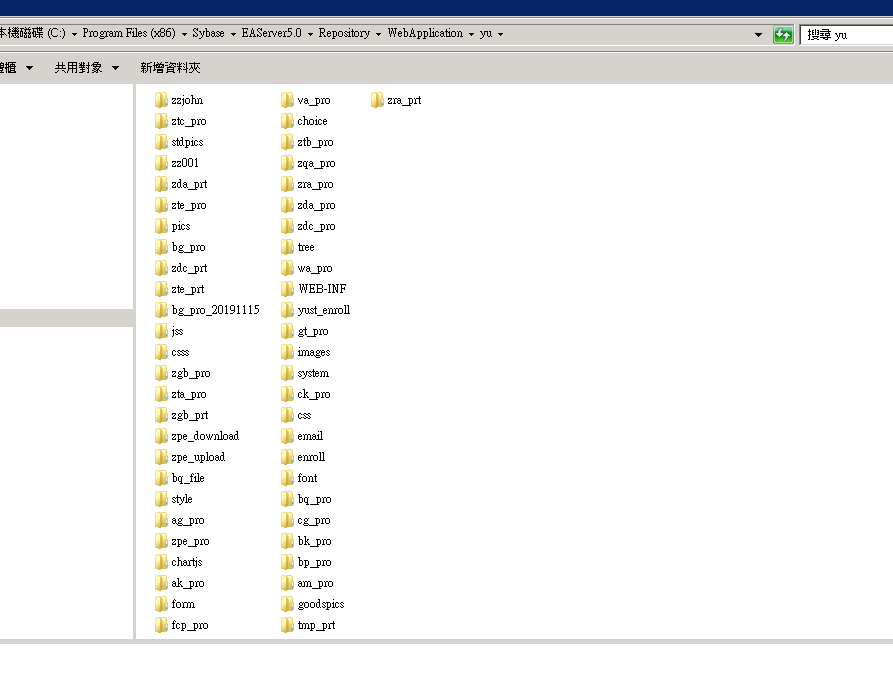 本機磁碟 (C:) ▾ Program Files (x86) ▾ Sybase ▾ EAServer5.0 ▾ Repository ▾ WebApplication ▾ yu ▾ 搜尋 yu
櫃 ▾ 共用對象 ▾ 新增資料夾
zzjohn
ztc_pro
stdpics
zz001
zda_prt
zte_pro
pics
bg_pro
zdc_prt
zte_prt
bg_pro_20191115
jss
csss
zgb_pro
zta_pro
zgb_prt
zpe_download
zpe_upload
bq_file
style
ag_pro
zpe_pro
chartjs
ak_pro
form
fcp_pro
va_pro
choice
ztb_pro
zqa_pro
zra_pro
zda_pro
zdc_pro
tree
wa_pro
WEB-INF
yust_enroll
gt_pro
images
system
ck_pro
css
email
enroll
font
bq_pro
cg_pro
bk_pro
bp_pro
am_pro
goodspics
tmp_prt
zra_prt